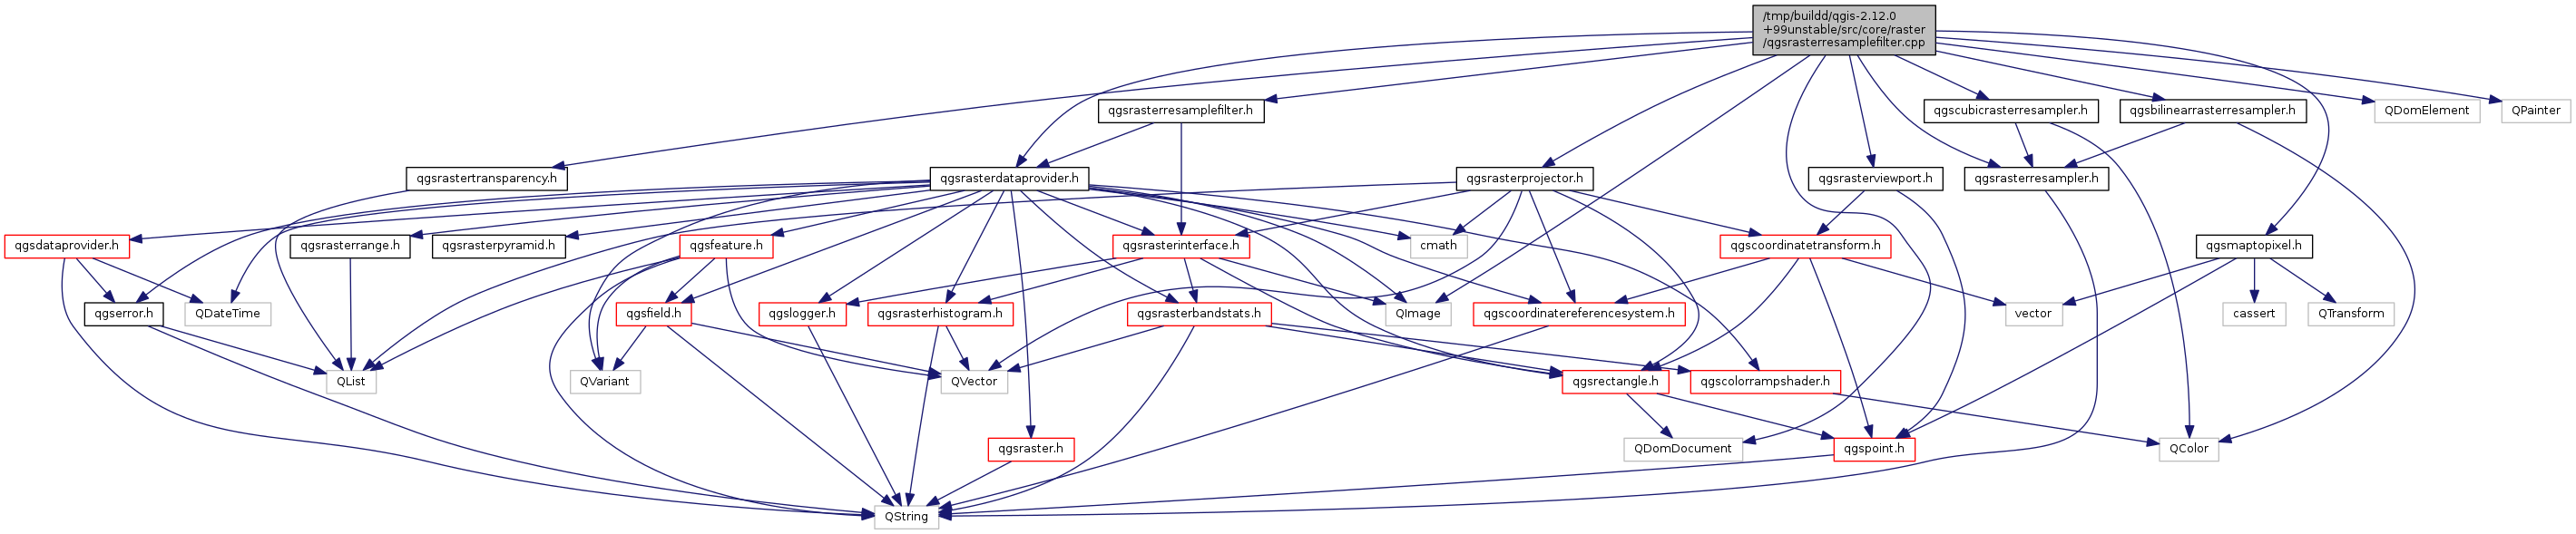 /tmp/buildd/qgis-2.12.0
+99unstable/src/core/raster
/qgsrasterresamplefilter.cpp
qgsrasterresamplefilter.h
qgscubicrasterresampler.h
qgsbilinearrasterresampler.h
QDomElement
QPainter
qgsrastertransparency.h
qgsrasterdataprovider.h
qgsrasterprojector.h
qgsrasterviewport.h
qgsrasterresampler.h
qgsdataprovider.h
qgsrasterrange.h
qgsrasterpyramid.h
qgsfeature.h
qgsrasterinterface.h
cmath
qgscoordinatetransform.h
qgsmaptopixel.h
qgserror.h
QDateTime
qgsfield.h
qgslogger.h
qgsrasterhistogram.h
qgsrasterbandstats.h
QImage
qgscoordinatereferencesystem.h
vector
cassert
QTransform
QList
QVariant
QVector
qgsrectangle.h
qgscolorrampshader.h
qgsraster.h
QDomDocument
qgspoint.h
QColor
QString